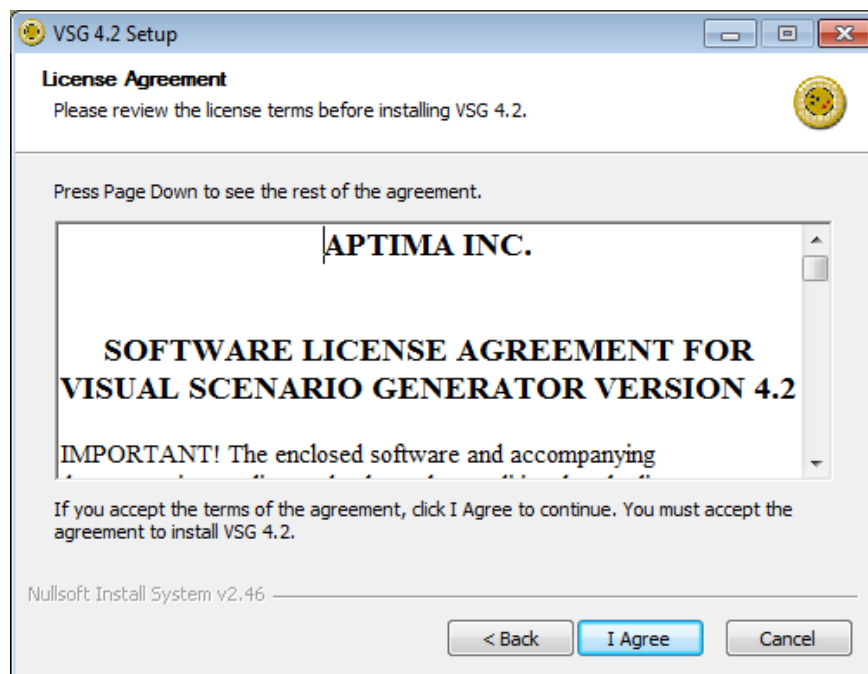 VSG 4.2 Setup
License Agreement
Please review the license terms before installing VSG 4.2.
Press Page Down to see the rest of the agreement.
APTIMA INC.
SOFTWARE LICENSE AGREEMENT FOR
VISUAL SCENARIO GENERATOR VERSION 4.2
IMPORTANT! The enclosed software and accompanying
If you accept the terms of the agreement, click I Agree to continue. You must accept the
agreement to install VSG 4.2.
Nullsoft Install System v2.46
< Back I Agree Cancel